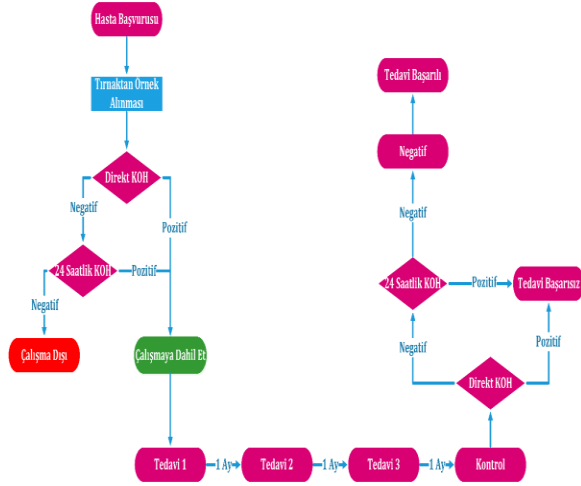 Hasta Başvurusu
Tırnaktan Örnek
Alınması
Direkt KOH
Negatif
Pozitif
24 Saatlik KOH
Pozitif
Negatif
Çalışma Dışı
Çalışmaya Dahil Et
Tedavi 1
1 Ay
Tedavi 2
1 Ay
Tedavi 3
1 Ay
Kontrol
Direkt KOH
Negatif
Pozitif
24 Saatlik KOH
Pozitif
Tedavi Başarısız
Negatif
Negatif
Tedavi Başarılı